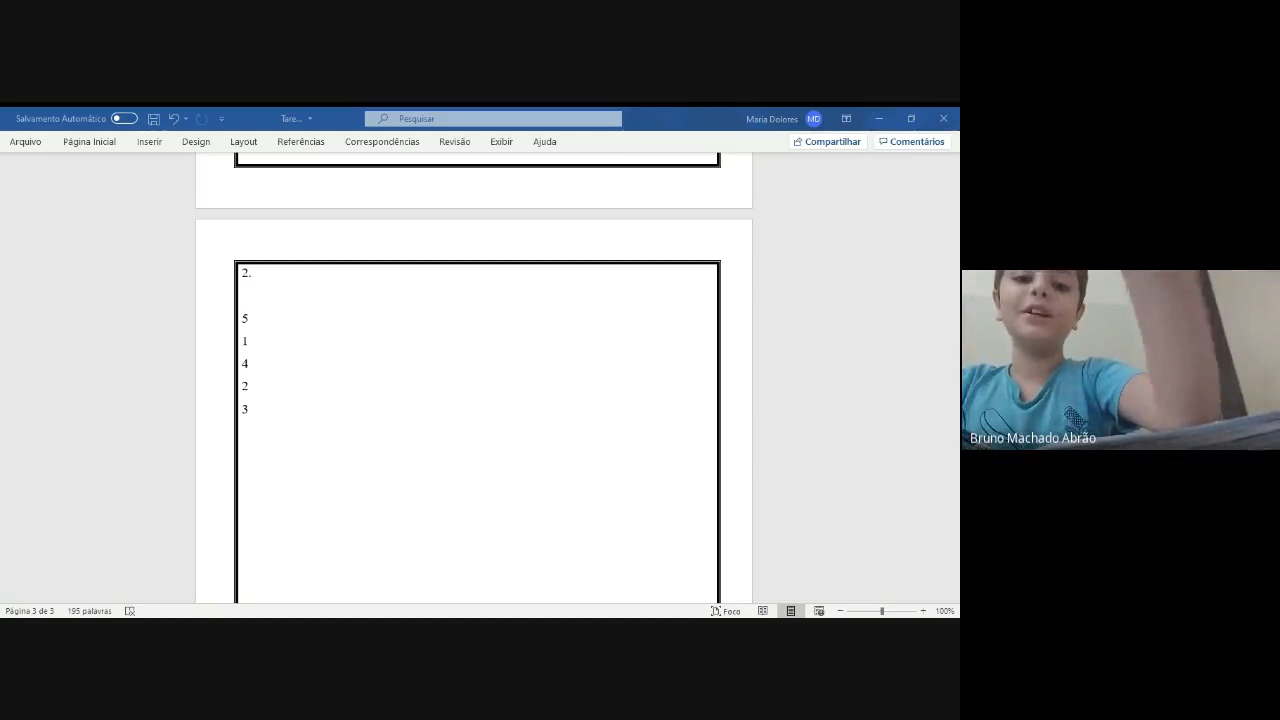 Salvamento Automático Tare... Pesquisar Maria Dolores MD
Arquivo Página Inicial Inserir Design Layout Referências Correspondências Revisão Exibir Ajuda Compartilhar Comentários
2.
5
1
4
2
3
Bruno Machado Abrão
Página 3 de 3 195 palavras Foco 100%